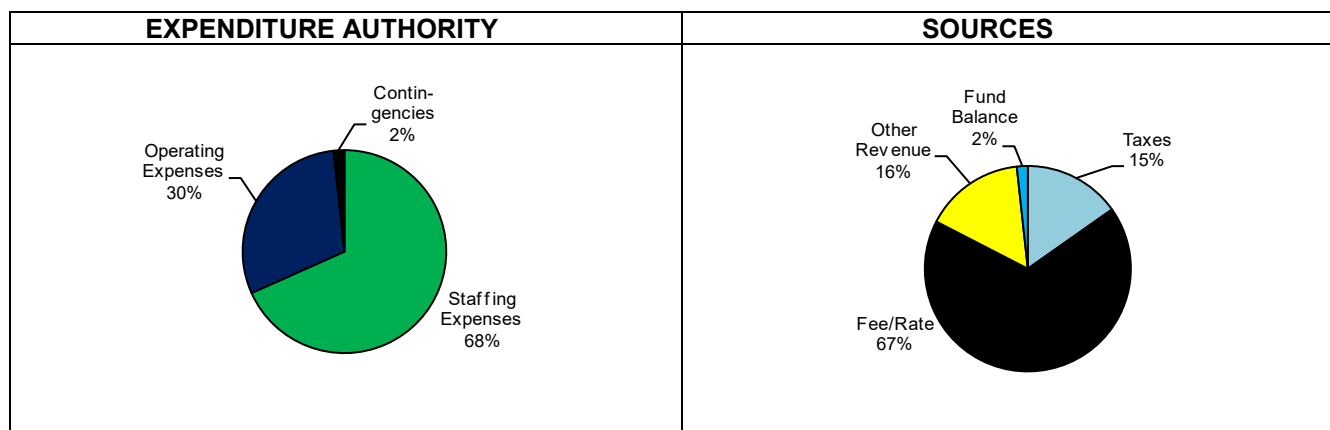 EXPENDITURE AUTHORITY
Contin-
gencies
2%
Operating
Expenses
30%
Staffing
Expenses
68%
SOURCES
Fund
Balance
2%
Other
Revenue
16%
Taxes
15%
Fee/Rate
67%